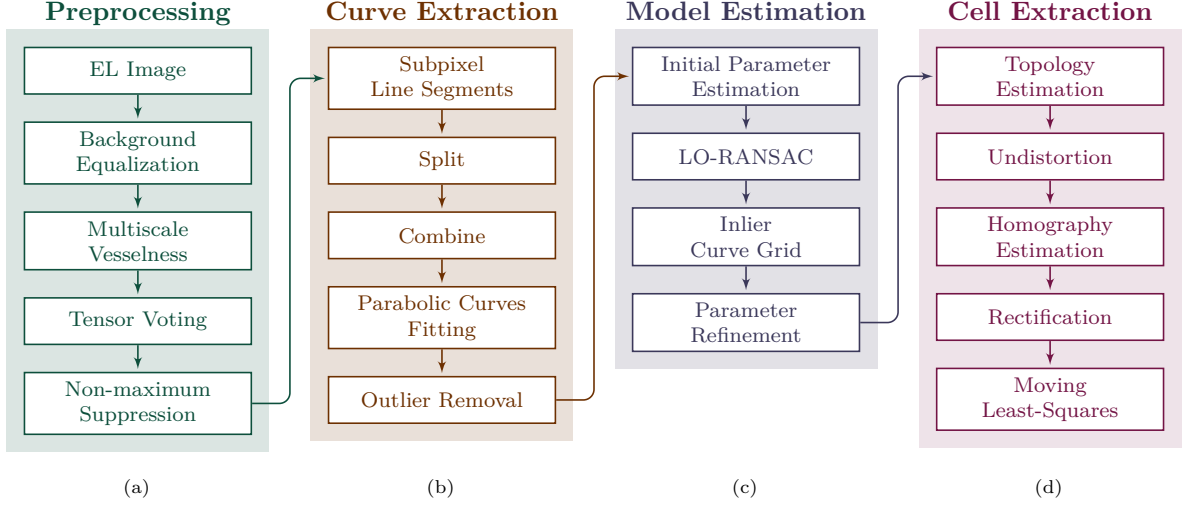 Preprocessing
EL Image
Background
Equalization
Multiscale
Vesselness
Tensor Voting
Non-maximum
Suppression
(a)
Curve Extraction
Subpixel
Line Segments
Split
Combine
Parabolic Curves
Fitting
Outlier Removal
(b)
Model Estimation
Initial Parameter
Estimation
LO-RANSAC
Inlier
Curve Grid
Parameter
Refinement
(c)
Cell Extraction
Topology
Estimation
Undistortion
Homography
Estimation
Rectification
Moving
Least-Squares
(d)